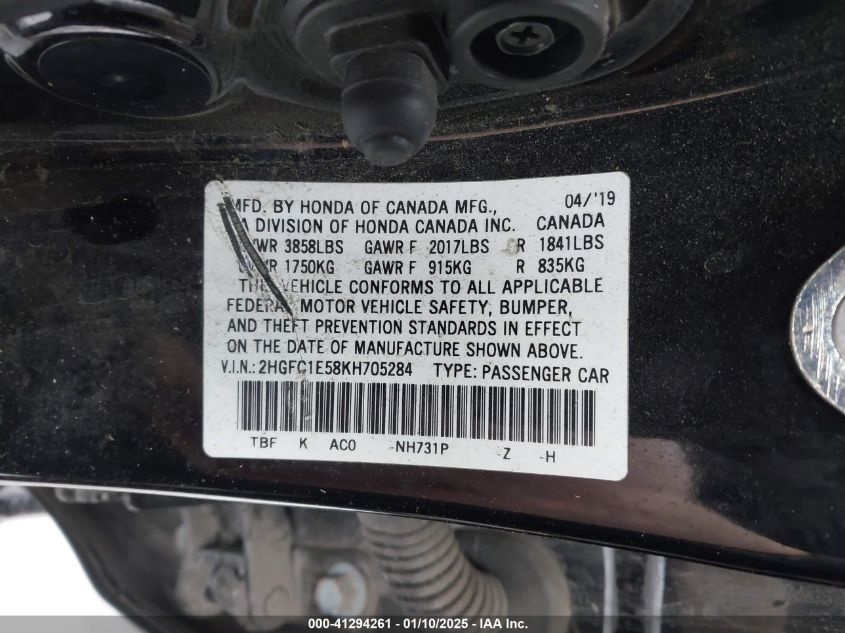 MFD. BY HONDA OF CANADA MFG., 04/'19
A DIVISION OF HONDA CANADA INC. CANADA
3858LBS GAWR F 2017LBS R 1841LBS
1750KG GAWR F 915KG R 835KG
VEHICLE CONFORMS TO ALL APPLICABLE
FEDERAL MOTOR VEHICLE SAFETY, BUMPER,
AND THEFT PREVENTION STANDARDS IN EFFECT
ON THE DATE OF MANUFACTURE SHOWN ABOVE.
V.I.N.: 2HGFC1E58KH705284 TYPE: PASSENGER CAR
TBF K AC0 -NH731P -Z -H
000-41294261 - 01/10/2025 - IAA Inc.